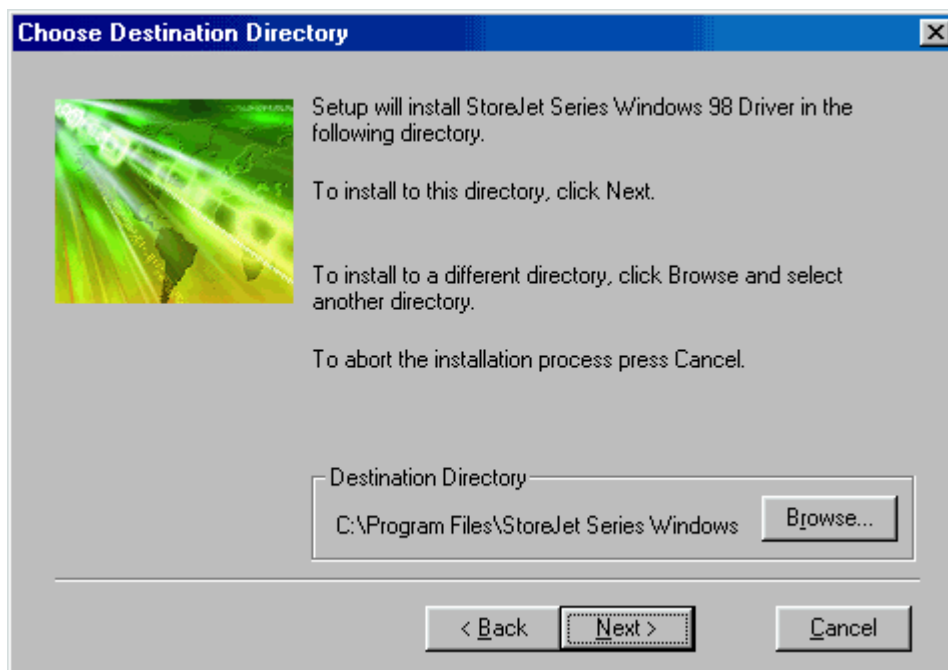 Choose Destination Directory
Setup will install StoreJet Series Windows 98 Driver in the
following directory.
To install to this directory, click Next.
To install to a different directory, click Browse and select
another directory.
To abort the installation process press Cancel.
Destination Directory
C:\Program Files\StoreJet Series Windows
Browse...
< Back
Next >
Cancel